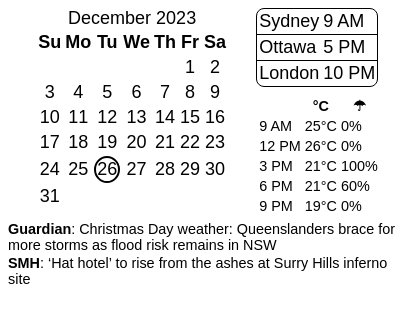 December 2023
Su Mo Tu We Th Fr Sa
1 2
3 4 5 6 7 8 9
10 11 12 13 14 15 16
17 18 19 20 21 22 23
24 25 26 27 28 29 30
31
Sydney 9 AM
Ottawa 5 PM
London 10 PM
°C ☂
9 AM 25°C 0%
12 PM 26°C 0%
3 PM 21°C 100%
6 PM 21°C 60%
9 PM 19°C 0%
Guardian: Christmas Day weather: Queenslanders brace for
more storms as flood risk remains in NSW
SMH: ‘Hat hotel’ to rise from the ashes at Surry Hills inferno
site